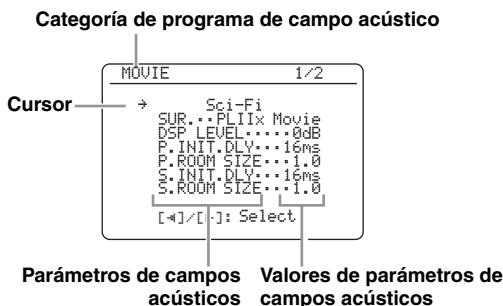 Categoría de programa de campo acústico
MOVIE 1/2
Cursor
→ Sci-Fi
SUR.··PLIIx Movie
DSP LEVEL·····0dB
P.INIT.DLY···16ms
P.ROOM SIZE···1.0
S.INIT.DLY···16ms
S.ROOM SIZE···1.0
[◀]/[▶]: Select
Parámetros de campos acústicos
Valores de parámetros de campos acústicos